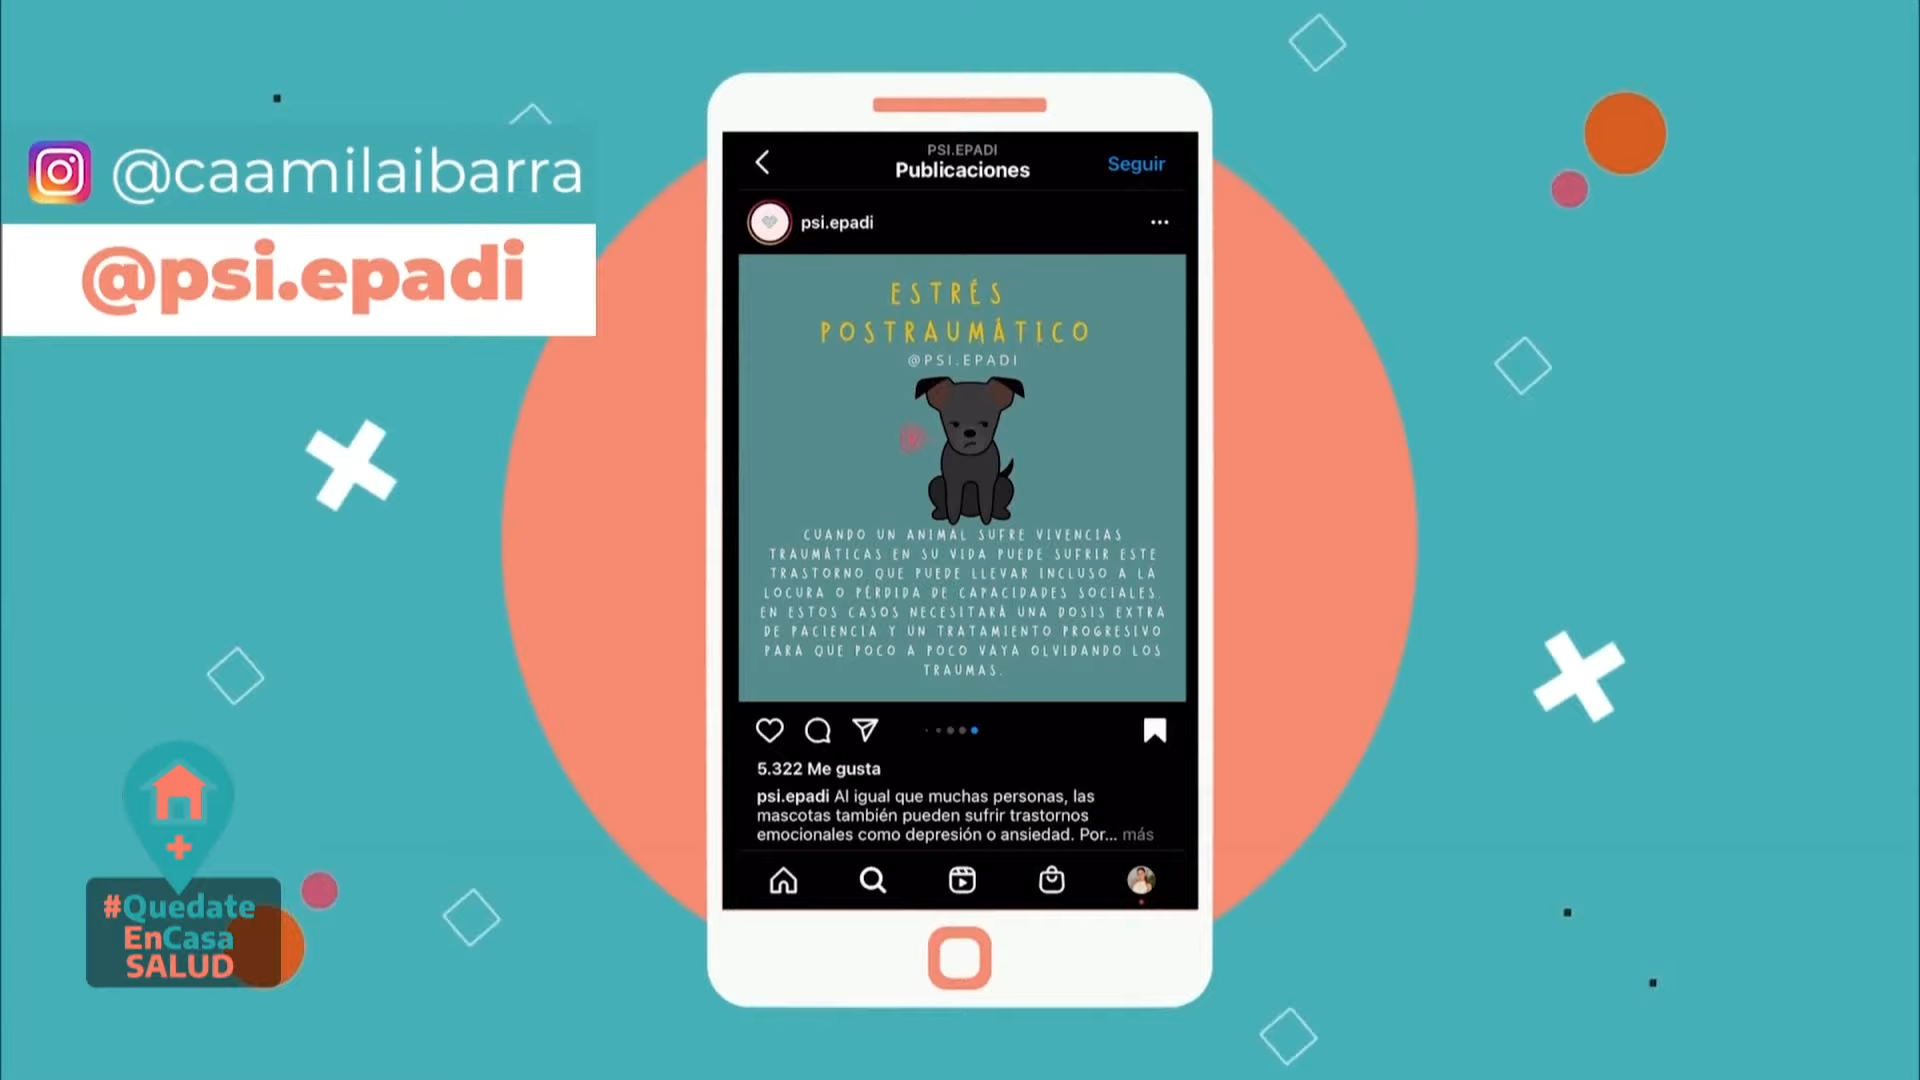 @caamilaibarra
@psi.epadi
PSI.EPADI
Publicaciones
Seguir
psi.epadi
ESTRÉS
POSTRAUMÁTICO
@PSI.EPADI
CUANDO UN ANIMAL SUFRE VIVENCIAS
TRAUMÁTICAS EN SU VIDA PUEDE SUFRIR ESTE
TRASTORNO QUE PUEDE LLEVAR INCLUSO A LA
LOCURA O PÉRDIDA DE CAPACIDADES SOCIALES.
EN ESTOS CASOS NECESITARÁ UNA DOSIS EXTRA
DE PACIENCIA Y UN TRATAMIENTO PROGRESIVO
PARA QUE POCO A POCO VAYA OLVIDANDO LOS
TRAUMAS.
5.322 Me gusta
psi.epadi Al igual que muchas personas, las
mascotas también pueden sufrir trastornos
emocionales como depresión o ansiedad. Por... más
#Quedate
EnCasa
SALUD